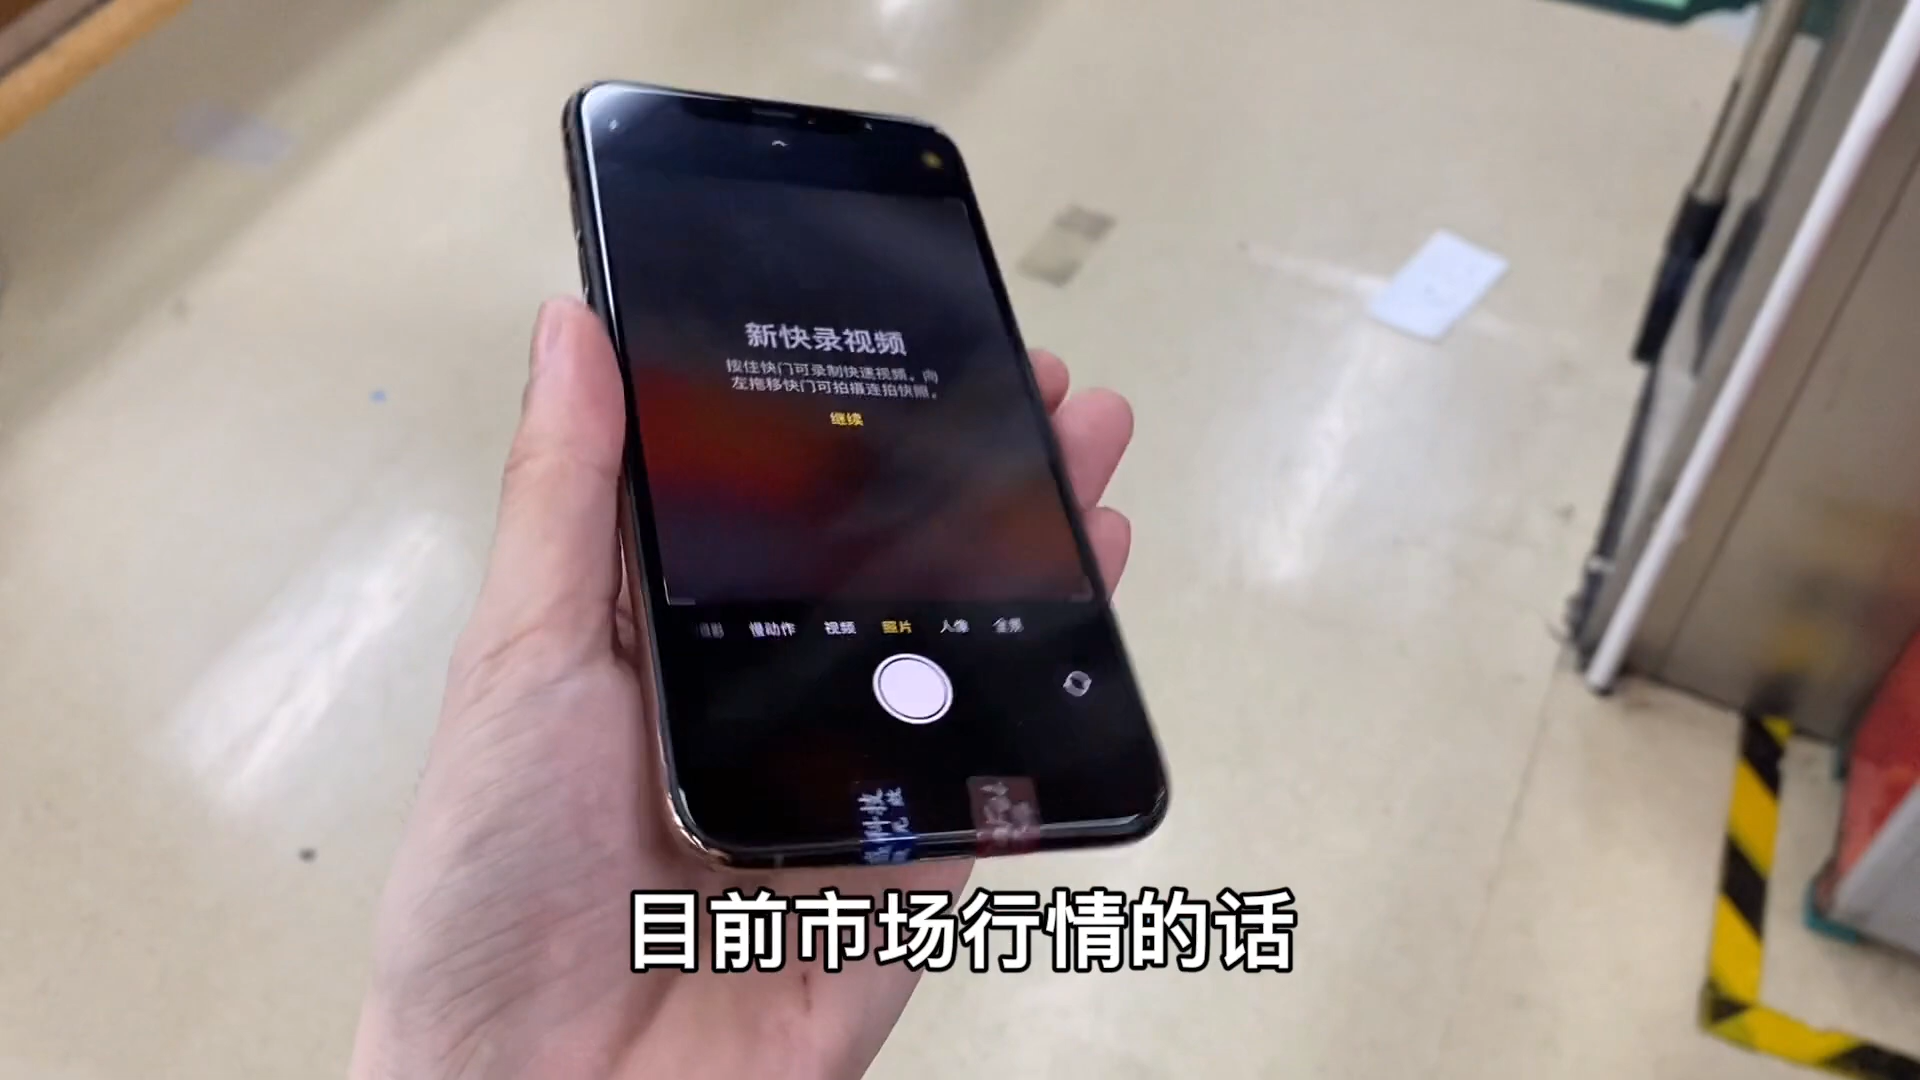 新快录视频
按住快门可录制快速视频。向
左拖移快门可拍摄连拍快照。
继续
慢动作 视频 照片 人像 全景
目前市场行情的话